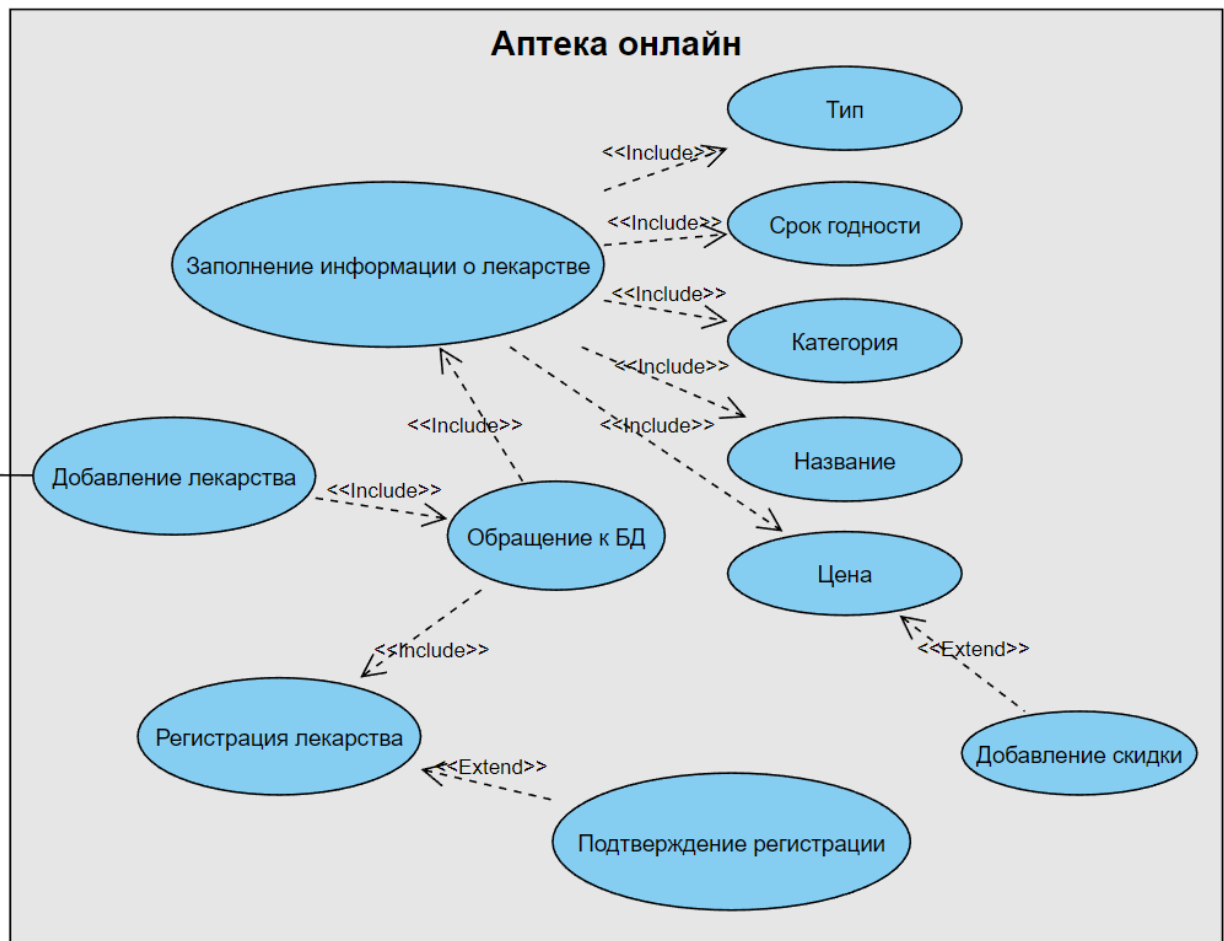 Аптека онлайн
Тип
<<Include>>
Срок годности
<<Include>>
Заполнение информации о лекарстве
<<Include>>
Категория
<<Include>>
<<Include>>
<<Include>>
Название
Добавление лекарства
<<Include>>
Обращение к БД
Цена
<<Include>>
<<Extend>>
Регистрация лекарства
<<Extend>>
Добавление скидки
Подтверждение регистрации